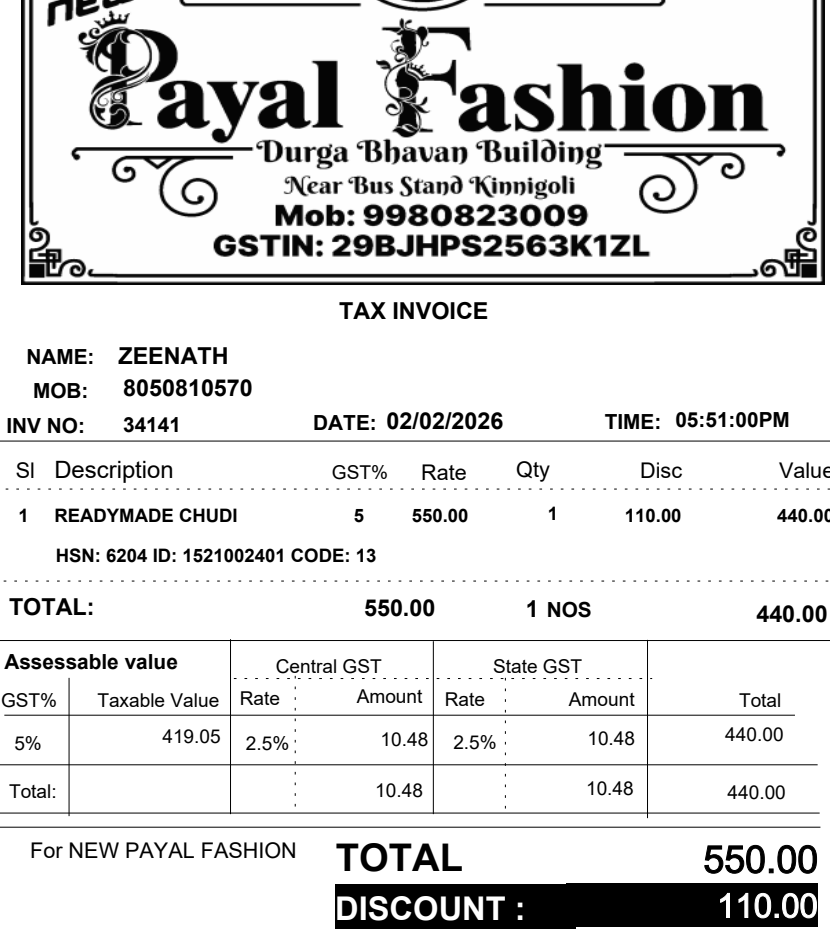 new
Payal Fashion
Durga Bhavan Building
Near Bus Stand Kinnigoli
Mob: 9980823009
GSTIN: 29BJHPS2563K1ZL
TAX INVOICE
NAME: ZEENATH
MOB: 8050810570
INV NO: 34141 DATE: 02/02/2026 TIME: 05:51:00PM
Sl Description GST% Rate Qty Disc Value
1 READYMADE CHUDI 5 550.00 1 110.00 440.00
HSN: 6204 ID: 1521002401 CODE: 13
TOTAL: 550.00 1 NOS 440.00
Assessable value Central GST State GST
GST% Taxable Value Rate Amount Rate Amount Total
5% 419.05 2.5% 10.48 2.5% 10.48 440.00
Total: 10.48 10.48 440.00
For NEW PAYAL FASHION TOTAL 550.00
DISCOUNT : 110.00